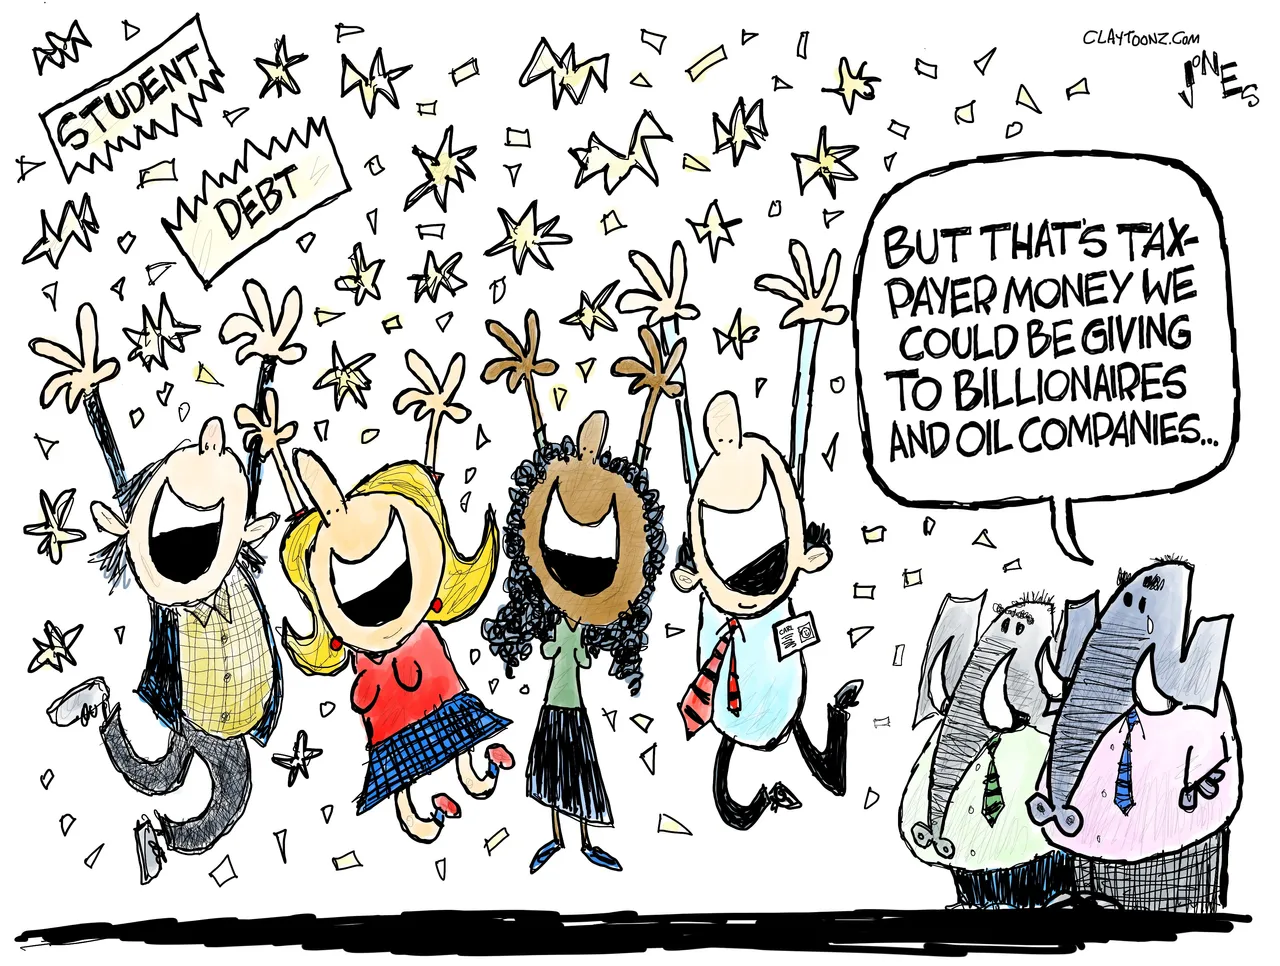 CLAYTOONZ.COM
JONES
STUDENT
DEBT
BUT THAT'S TAX-
PAYER MONEY WE
COULD BE GIVING
TO BILLIONAIRES
AND OIL COMPANIES...
CARL